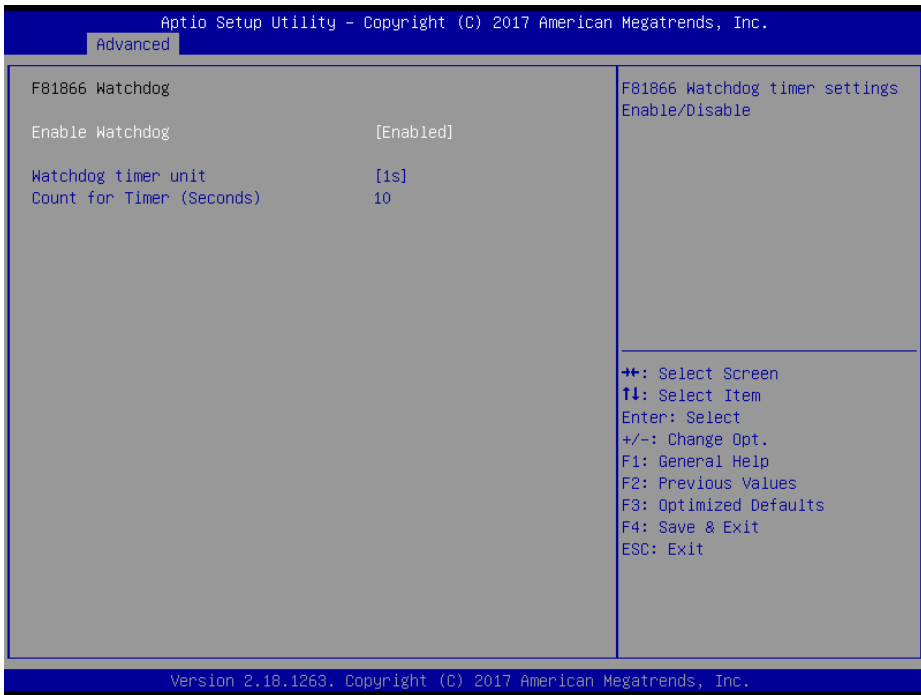 Aptio Setup Utility – Copyright (C) 2017 American Megatrends, Inc.
Advanced
F81866 Watchdog
Enable Watchdog [Enabled]
Watchdog timer unit [1s]
Count for Timer (Seconds) 10
F81866 Watchdog timer settings
Enable/Disable
→←: Select Screen
↑↓: Select Item
Enter: Select
+/-: Change Opt.
F1: General Help
F2: Previous Values
F3: Optimized Defaults
F4: Save & Exit
ESC: Exit
Version 2.18.1263. Copyright (C) 2017 American Megatrends, Inc.